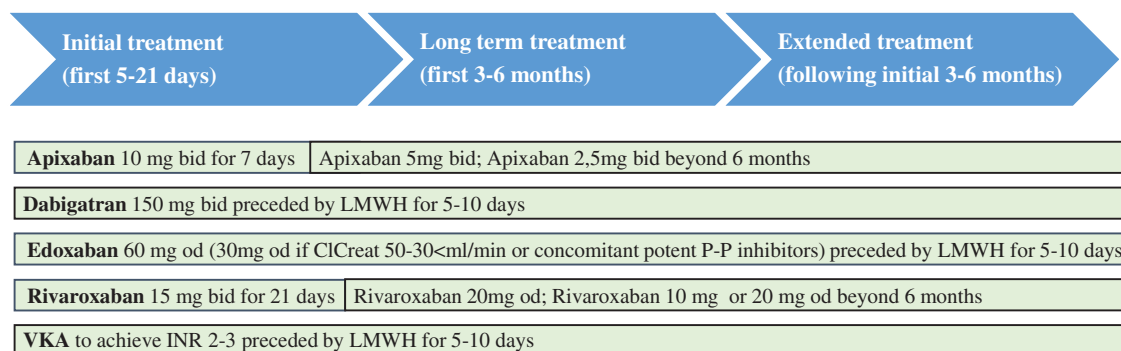 Initial treatment
(first 5-21 days)
Long term treatment
(first 3-6 months)
Extended treatment
(following initial 3-6 months)
Apixaban 10 mg bid for 7 days
Apixaban 5mg bid; Apixaban 2,5mg bid beyond 6 months
Dabigatran 150 mg bid preceded by LMWH for 5-10 days
Edoxaban 60 mg od (30mg od if ClCreat 50-30<ml/min or concomitant potent P-P inhibitors) preceded by LMWH for 5-10 days
Rivaroxaban 15 mg bid for 21 days
Rivaroxaban 20mg od; Rivaroxaban 10 mg or 20 mg od beyond 6 months
VKA to achieve INR 2-3 preceded by LMWH for 5-10 days